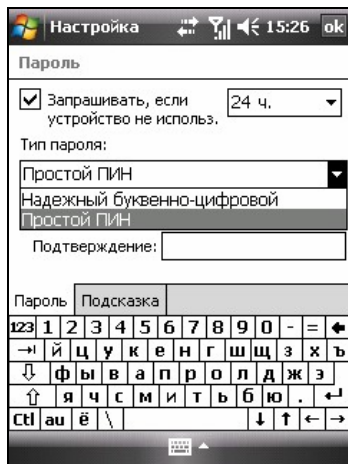 Настройка 15:26 ok
Пароль
Запрашивать, если 24 ч.
устройство не использ.
Тип пароля:
Простой ПИН
Надежный буквенно-цифровой
Простой ПИН
Подтверждение:
Пароль Подсказка
123 1 2 3 4 5 6 7 8 9 0 - =
й ц у к е н г ш щ з х ъ
ф ы в а п р о л д ж э
я ч с м и т ь б ю .
Ctl au ё \